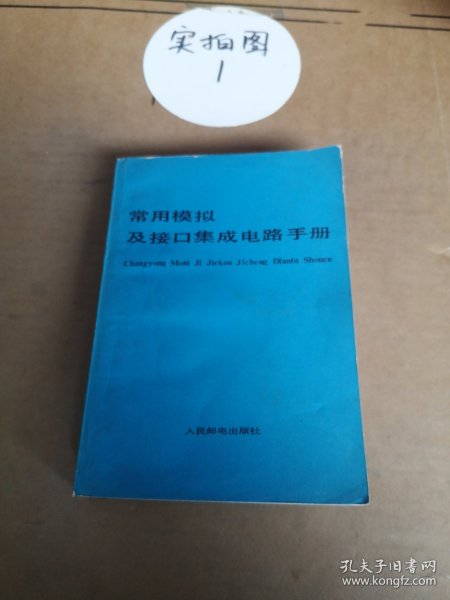 实拍图
1
常用模拟
及接口集成电路手册
Changyong Moni Ji Jiekou Jicheng Dianlu Shouce
人民邮电出版社
孔夫子旧书网
www.kongfz.com